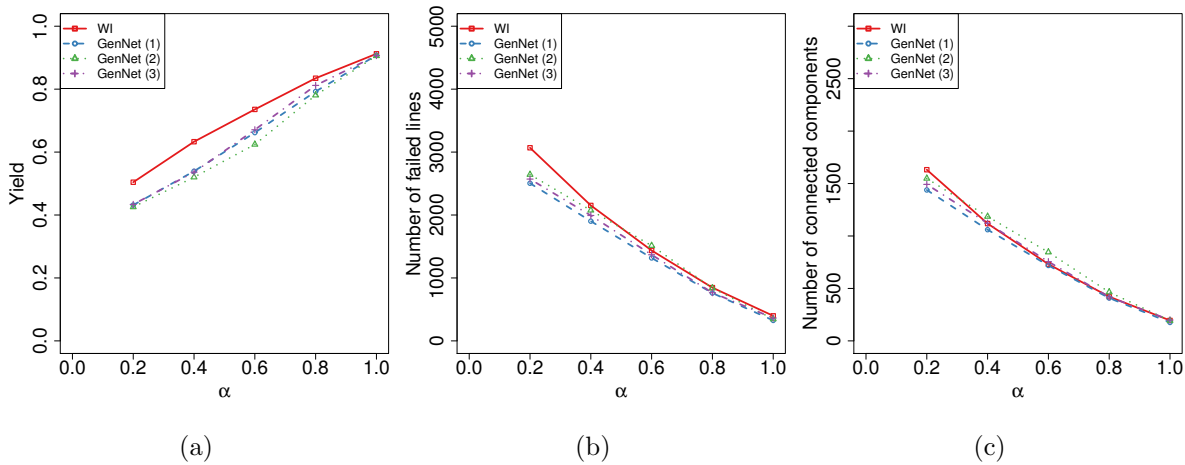 WI
GenNet (1)
GenNet (2)
GenNet (3)
Yield
0.0 0.2 0.4 0.6 0.8 1.0
0.0 0.2 0.4 0.6 0.8 1.0
α
(a)
WI
GenNet (1)
GenNet (2)
GenNet (3)
Number of failed lines
0 1000 2000 3000 4000 5000
0.0 0.2 0.4 0.6 0.8 1.0
α
(b)
WI
GenNet (1)
GenNet (2)
GenNet (3)
Number of connected components
0 500 1500 2500
0.0 0.2 0.4 0.6 0.8 1.0
α
(c)